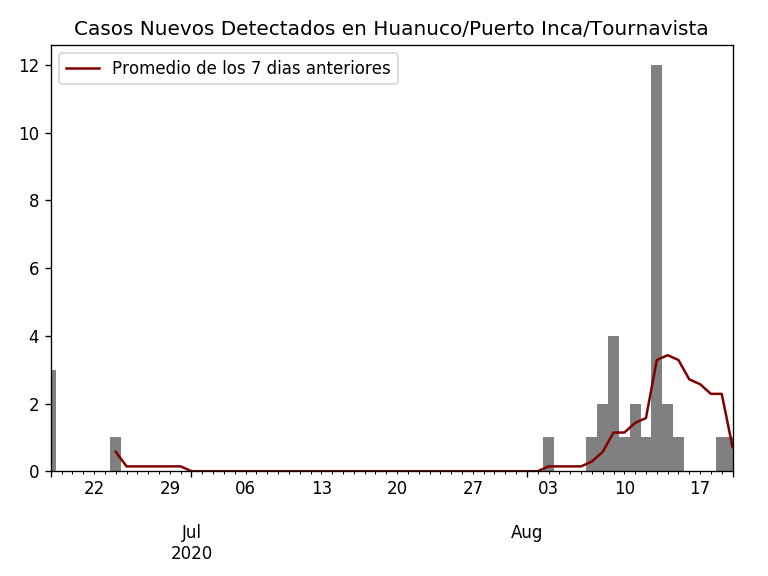 Casos Nuevos Detectados en Huanuco/Puerto Inca/Tournavista
Promedio de los 7 dias anteriores
12
10
8
6
4
2
0
22 29 06 13 20 27 03 10 17
Jul Aug
2020